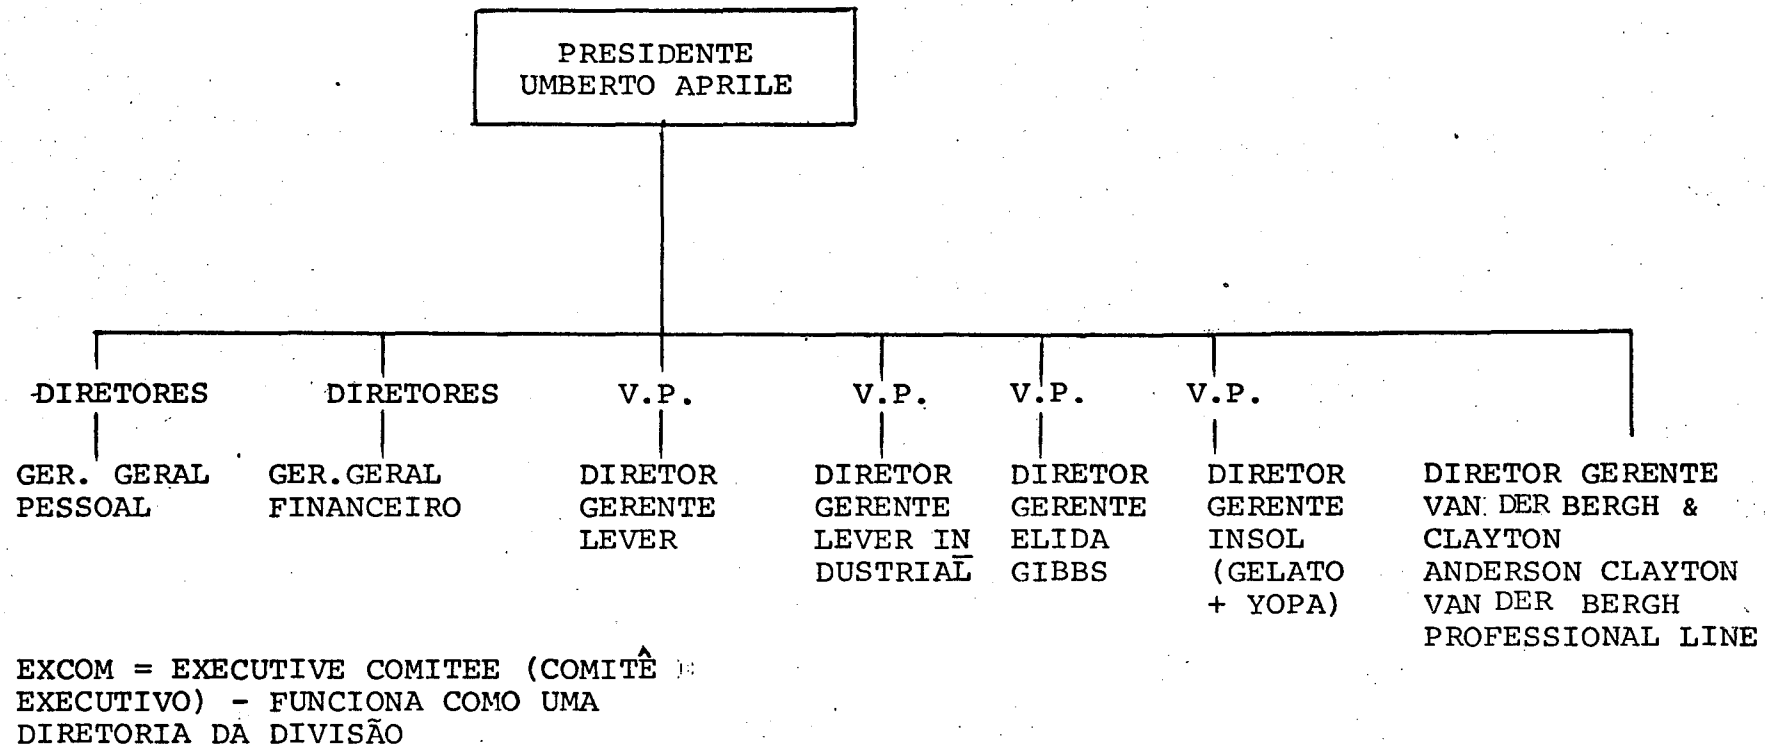 PRESIDENTE
UMBERTO APRILE
DIRETORES
DIRETORES
V.P.
V.P.
V.P.
V.P.
GER. GERAL
PESSOAL
GER.GERAL
FINANCEIRO
DIRETOR
GERENTE
LEVER
DIRETOR
GERENTE
LEVER IN
DUSTRIAL
DIRETOR
GERENTE
ELIDA
GIBBS
DIRETOR
GERENTE
INSOL
(GELATO
+ YOPA)
DIRETOR GERENTE
VAN DER BERGH &
CLAYTON
ANDERSON CLAYTON
VAN DER BERGH
PROFESSIONAL LINE
EXCOM = EXECUTIVE COMITEE (COMITÊ
EXECUTIVO) - FUNCIONA COMO UMA
DIRETORIA DA DIVISÃO